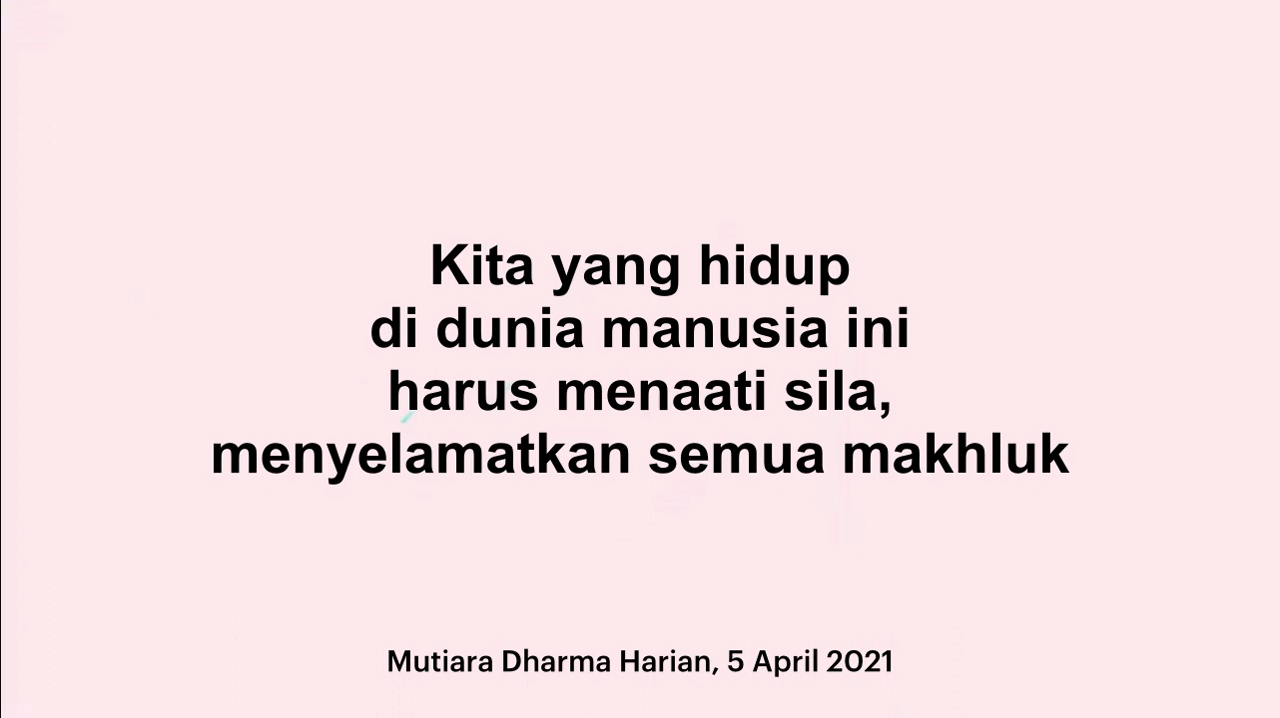 Kita yang hidup
di dunia manusia ini
harus menaati sila,
menyelamatkan semua makhluk
Mutiara Dharma Harian, 5 April 2021